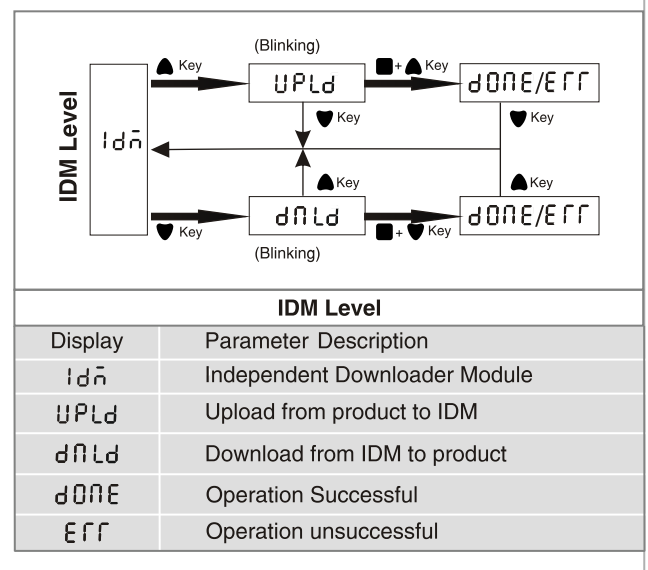 (Blinking)
Key
+ Key
UPLd
dONE/Err
Key
Key
IDM Level
Idm̄
Key
Key
dNLd
dONE/Err
Key
+ Key
(Blinking)
IDM Level
Display Parameter Description
Idm̄ Independent Downloader Module
UPLd Upload from product to IDM
dNLd Download from IDM to product
dONE Operation Successful
Err Operation unsuccessful